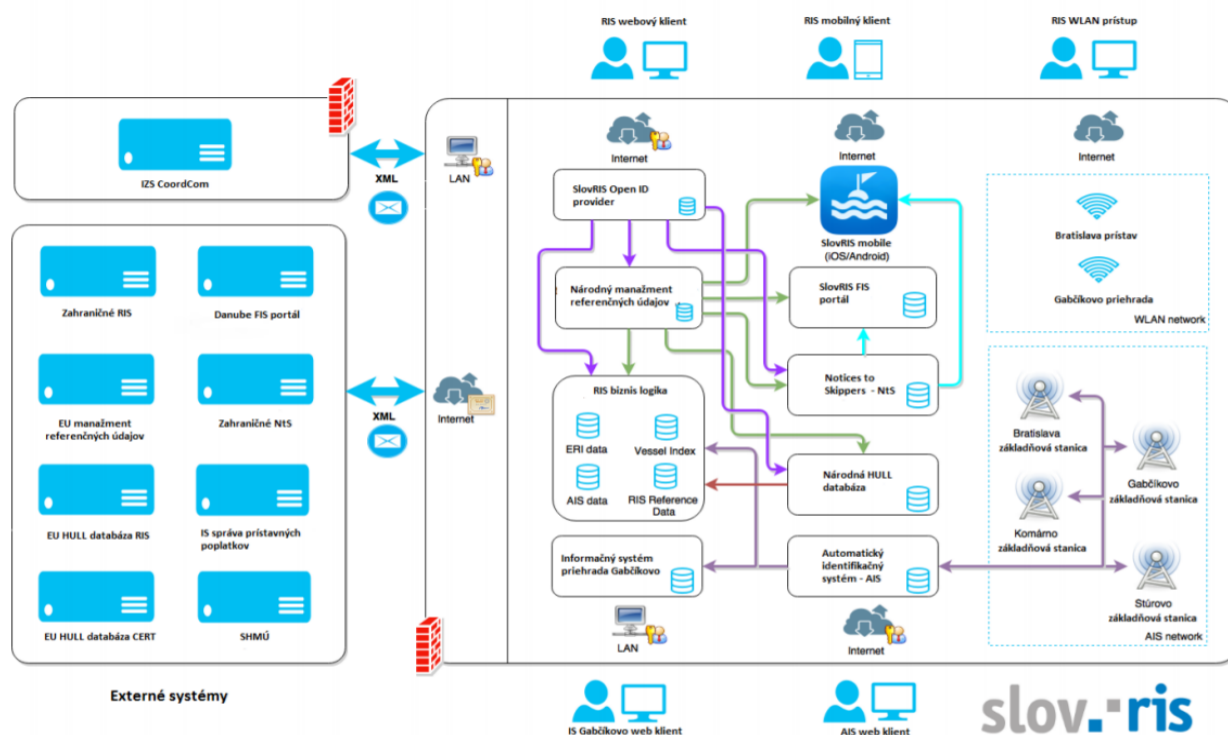 RIS webový klient
RIS mobilný klient
RIS WLAN prístup
IZS CoordCom
XML
LAN
Internet
Internet
Internet
SlovRIS Open ID
provider
SlovRIS mobile
(iOS/Android)
Bratislava prístav
Gabčíkovo priehrada
WLAN network
Zahraničné RIS
Danube FIS portál
Národný manažment
referenčných údajov
SlovRIS FIS
portál
EU manažment
referenčných údajov
Zahraničné NtS
XML
Internet
RIS biznis logika
ERI data
Vessel Index
AIS data
RIS Reference
Data
Notices to
Skippers - NtS
Národná HULL
databáza
Bratislava
základňová stanica
Gabčíkovo
základňová stanica
Komárno
základňová stanica
Stúrovo
základňová stanica
AIS network
EU HULL databáza RIS
IS správa prístavných
poplatkov
EU HULL databáza CERT
SHMÚ
Informačný systém
priehrada Gabčíkovo
Automatický
identifikačný
systém - AIS
LAN
Internet
Externé systémy
IS Gabčíkovo web klient
AIS web klient
slov.ris